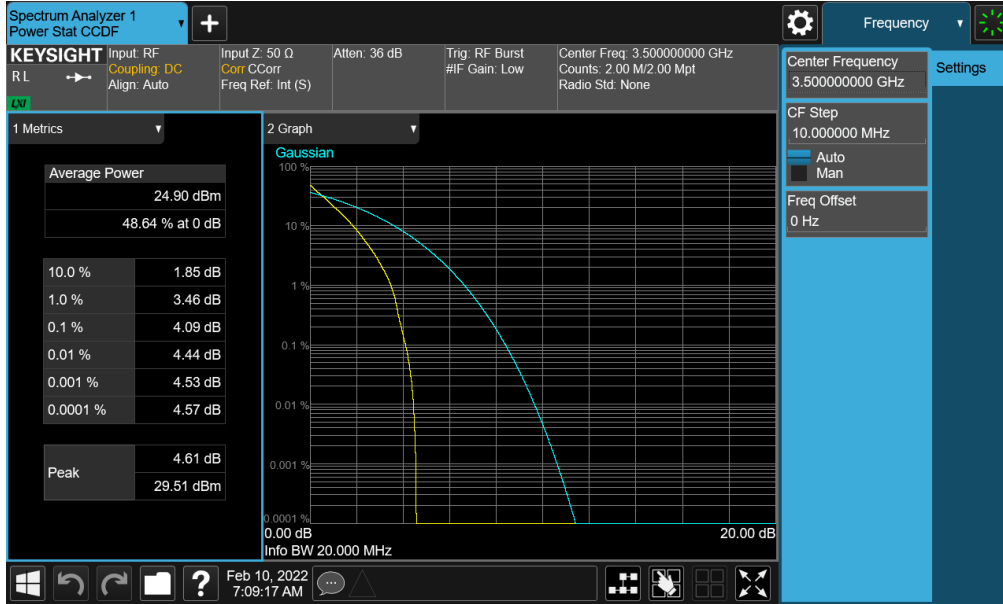 Spectrum Analyzer 1
Power Stat CCDF
+
Frequency
KEYSIGHT
RL
LXI
Input: RF
Coupling: DC
Align: Auto
Input Z: 50 Ω
Corr CCorr
Freq Ref: Int (S)
Atten: 36 dB
Trig: RF Burst
#IF Gain: Low
Center Freq: 3.500000000 GHz
Counts: 2.00 M/2.00 Mpt
Radio Std: None
Center Frequency
3.500000000 GHz
Settings
CF Step
10.000000 MHz
Auto
Man
Freq Offset
0 Hz
1 Metrics
Average Power
24.90 dBm
48.64 % at 0 dB
10.0 % 1.85 dB
1.0 % 3.46 dB
0.1 % 4.09 dB
0.01 % 4.44 dB
0.001 % 4.53 dB
0.0001 % 4.57 dB
Peak
4.61 dB
29.51 dBm
2 Graph
Gaussian
100 %
10 %
1 %
0.1 %
0.01 %
0.001 %
0.0001 %
0.00 dB 20.00 dB
Info BW 20.000 MHz
?
Feb 10, 2022
7:09:17 AM